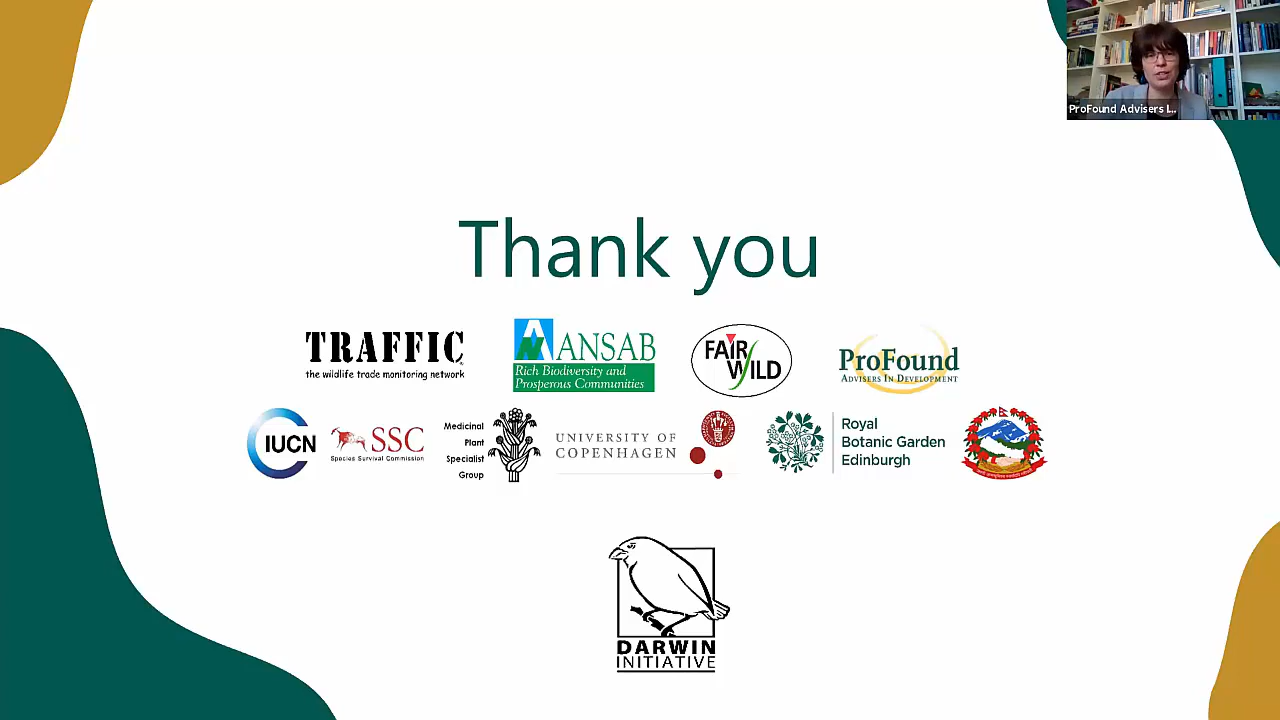 ProFound Advisers L...
Thank you
TRAFFIC
the wildlife trade monitoring network
ANSAB
Rich Biodiversity and
Prosperous Communities
FAIR
WILD
ProFound
ADVISERS IN DEVELOPMENT
IUCN
SSC
Species Survival Commission
Medicinal
Plant
Specialist
Group
UNIVERSITY OF
COPENHAGEN
Royal
Botanic Garden
Edinburgh
DARWIN
INITIATIVE